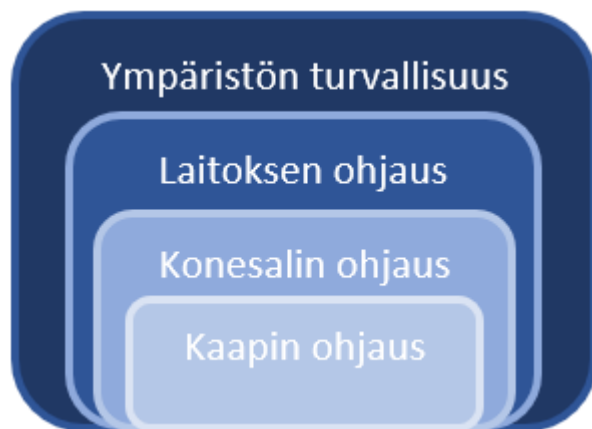 Ympäristön turvallisuus
Laitoksen ohjaus
Konesalin ohjaus
Kaapin ohjaus